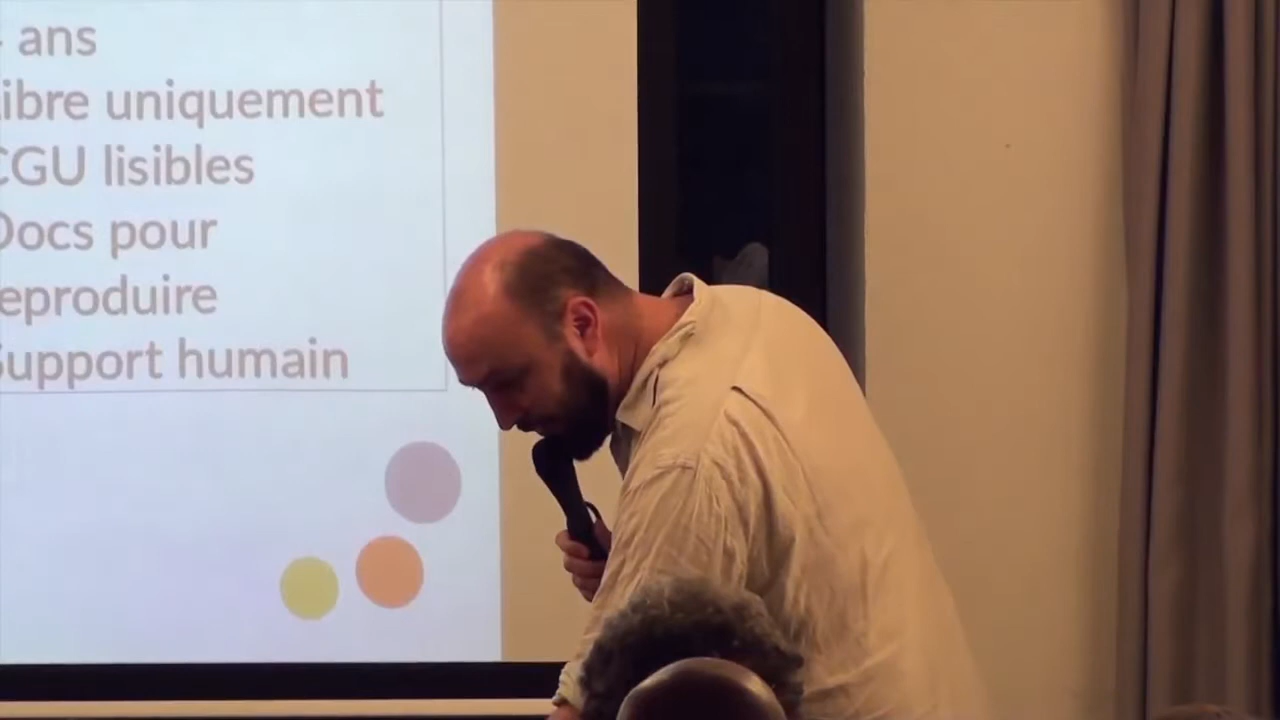 ans
ibre uniquement
CGU lisibles
Docs pour
eproduire
Support humain